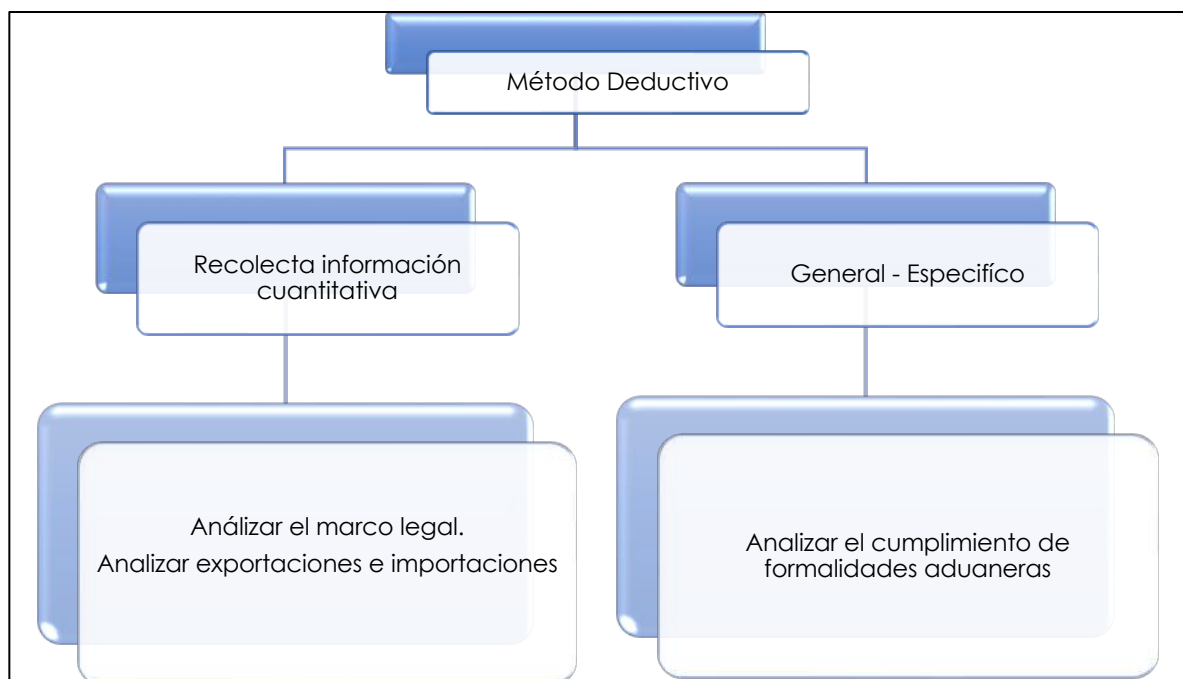 Método Deductivo
Recolecta información
cuantitativa
General - Especifíco
Análizar el marco legal.
Analizar exportaciones e importaciones
Analizar el cumplimiento de
formalidades aduaneras